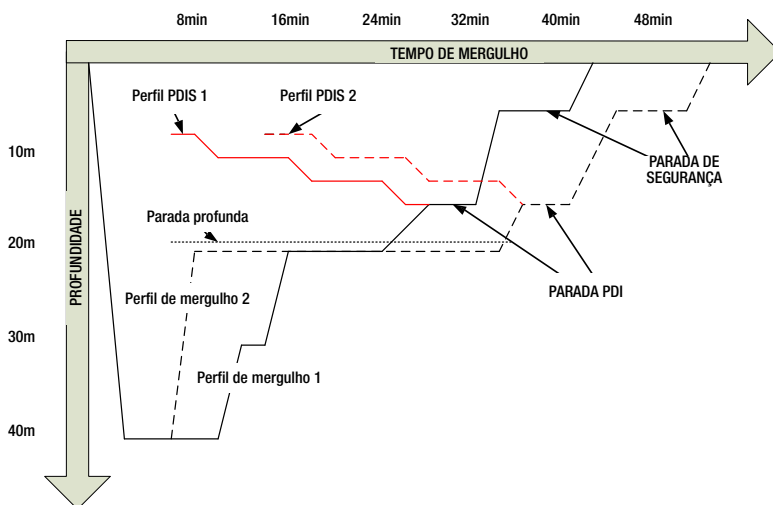 8min 16min 24min 32min 40min 48min
TEMPO DE MERGULHO
Perfil PDIS 1
Perfil PDIS 2
10m
PARADA DE
SEGURANÇA
PROFUNDIDADE
Parada profunda
20m
PARADA PDI
Perfil de mergulho 2
30m
Perfil de mergulho 1
40m